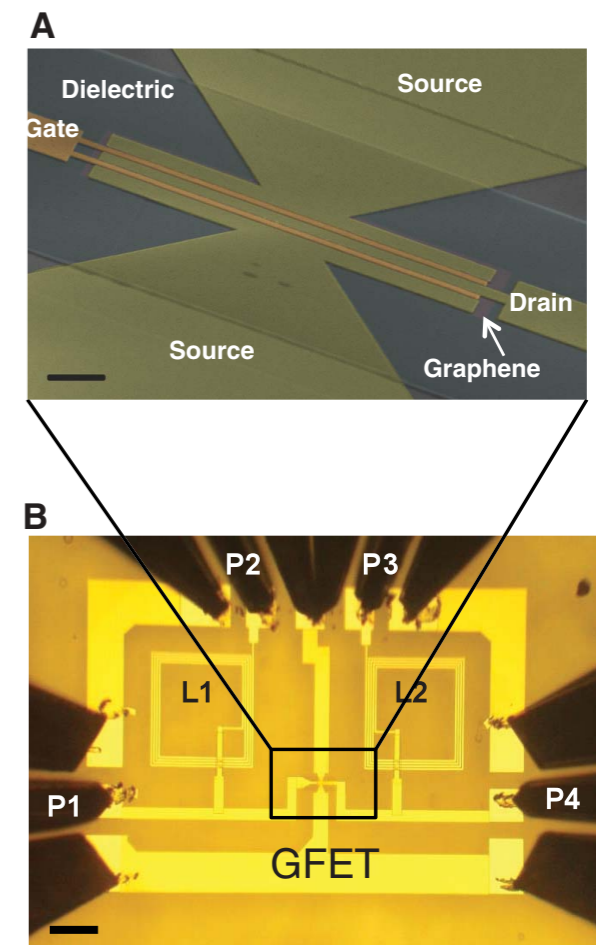 A
Dielectric
Source
Gate
Drain
Source
Graphene
B
P2
P3
L1
L2
P1
P4
GFET